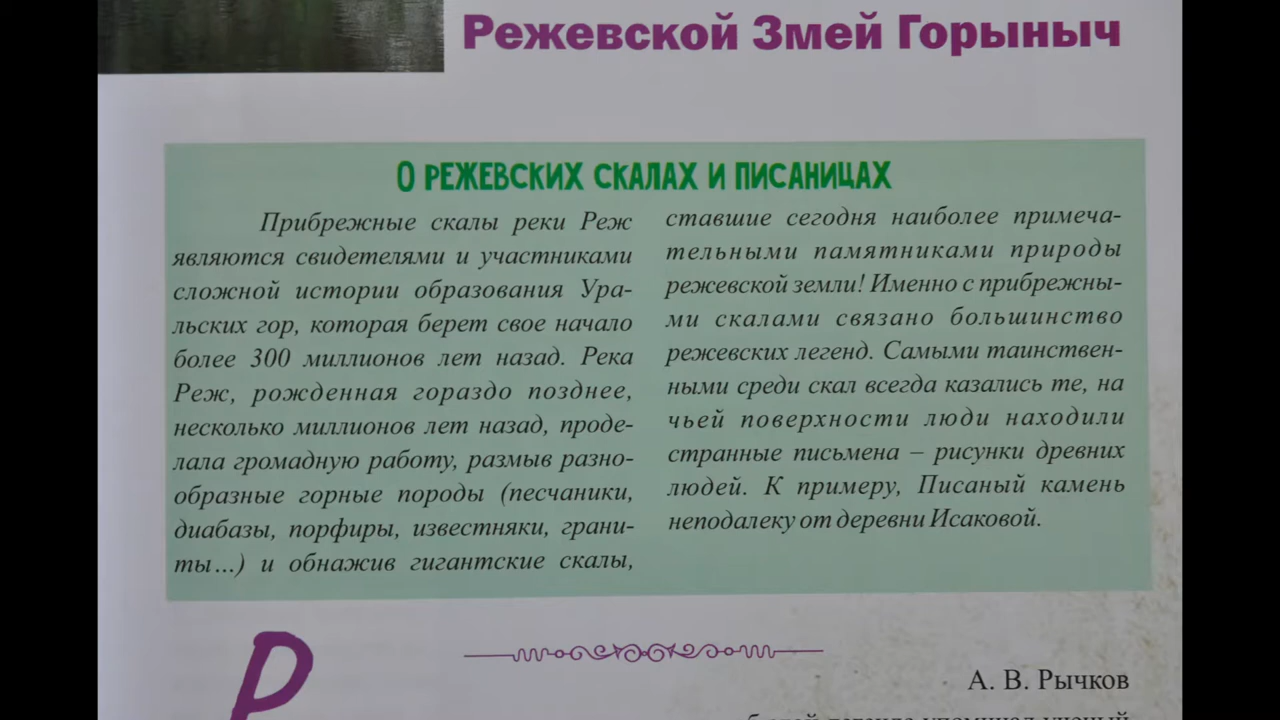 Режевской Змей Горыныч
О РЕЖЕВСКИХ СКАЛАХ И ПИСАНИЦАХ
Прибрежные скалы реки Реж
являются свидетелями и участниками
сложной истории образования Ура-
льских гор, которая берет свое начало
более 300 миллионов лет назад. Река
Реж, рожденная гораздо позднее,
несколько миллионов лет назад, проде-
лала громадную работу, размыв разно-
образные горные породы (песчаники,
диабазы, порфиры, известняки, грани-
ты...) и обнажив гигантские скалы,
ставшие сегодня наиболее примеча-
тельными памятниками природы
режевской земли! Именно с прибрежны-
ми скалами связано большинство
режевских легенд. Самыми таинствен-
ными среди скал всегда казались те, на
чьей поверхности люди находили
странные письмена – рисунки древних
людей. К примеру, Писаный камень
неподалеку от деревни Исаковой.
Р
А. В. Рычков